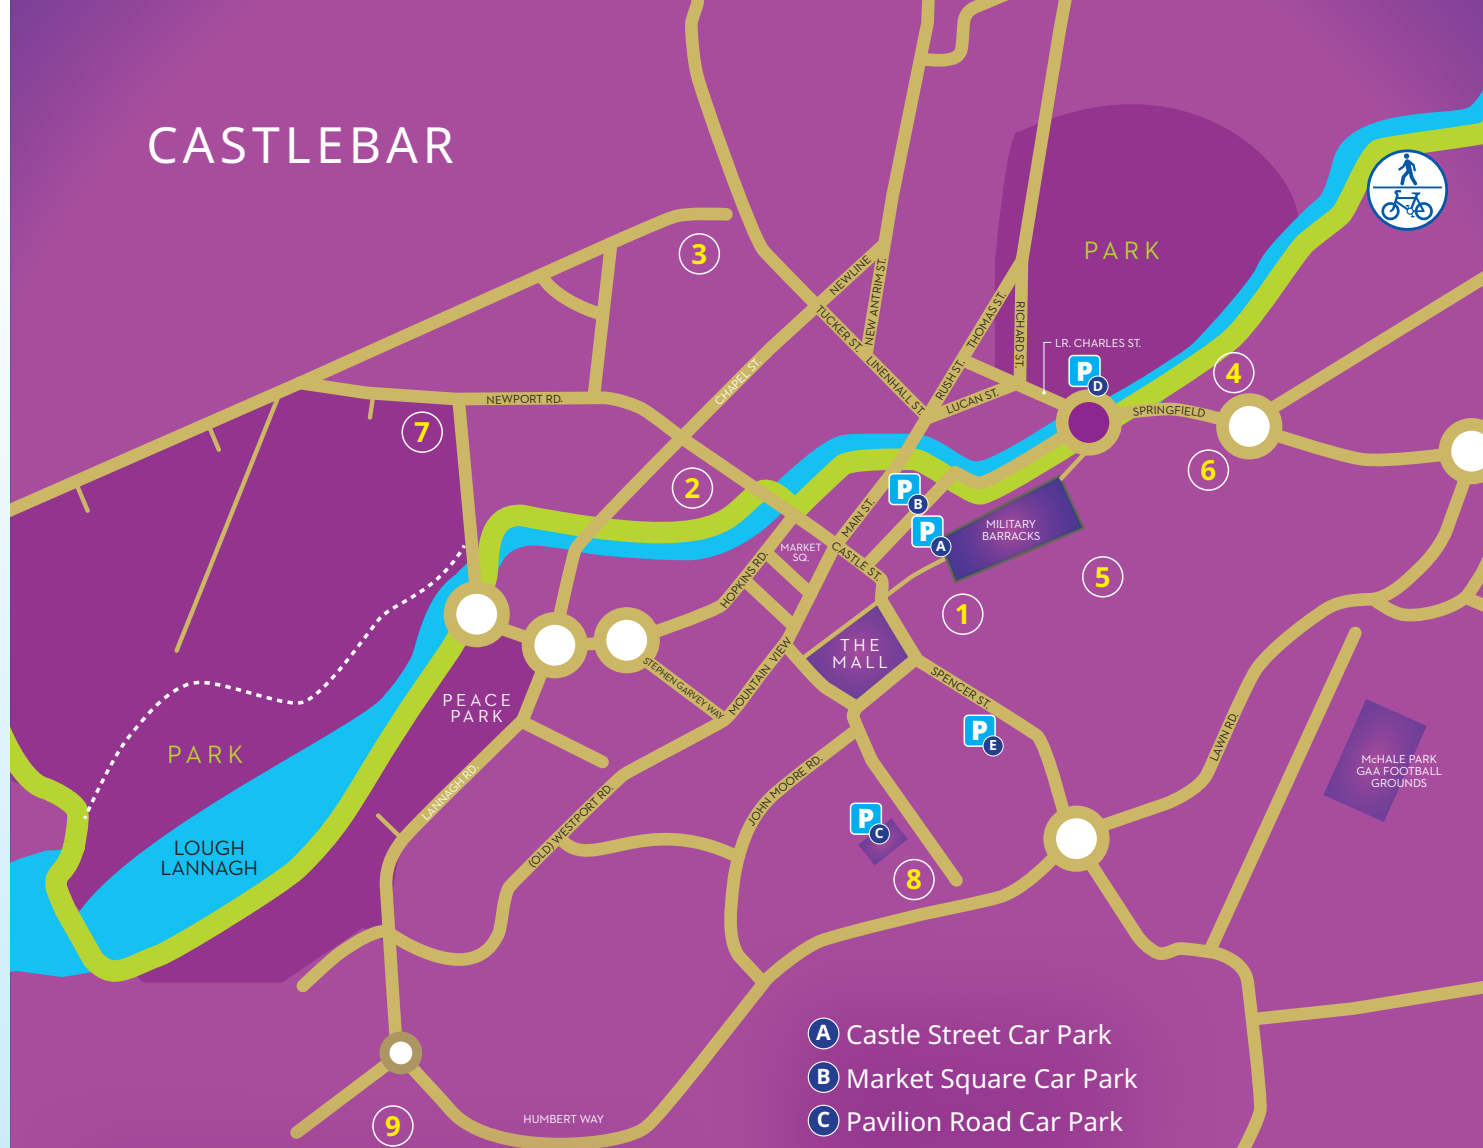 CASTLEBAR
3
PARK
NEWLINE
NEW ANTRIM ST.
TUCKER ST.
THOMAS ST.
RICHARD ST.
LR. CHARLES ST.
LINENHALL ST.
RUSH ST.
LUCAN ST.
P
D
4
SPRINGFIELD
CHAPEL ST.
NEWPORT RD.
7
2
6
P
B
MAIN ST.
P
A
MILITARY
BARRACKS
MARKET
SQ.
CASTLE ST.
HOPKINS RD.
5
1
THE
MALL
STEPHEN GARVEY WAY
MOUNTAIN VIEW
SPENCER ST.
PEACE
PARK
PARK
P
E
LAWN RD.
McHALE PARK
GAA FOOTBALL
GROUNDS
LANNAGH RD.
JOHN MOORE RD.
(OLD) WESTPORT RD.
P
C
LOUGH
LANNAGH
8
A Castle Street Car Park
B Market Square Car Park
C Pavilion Road Car Park
HUMBERT WAY
9